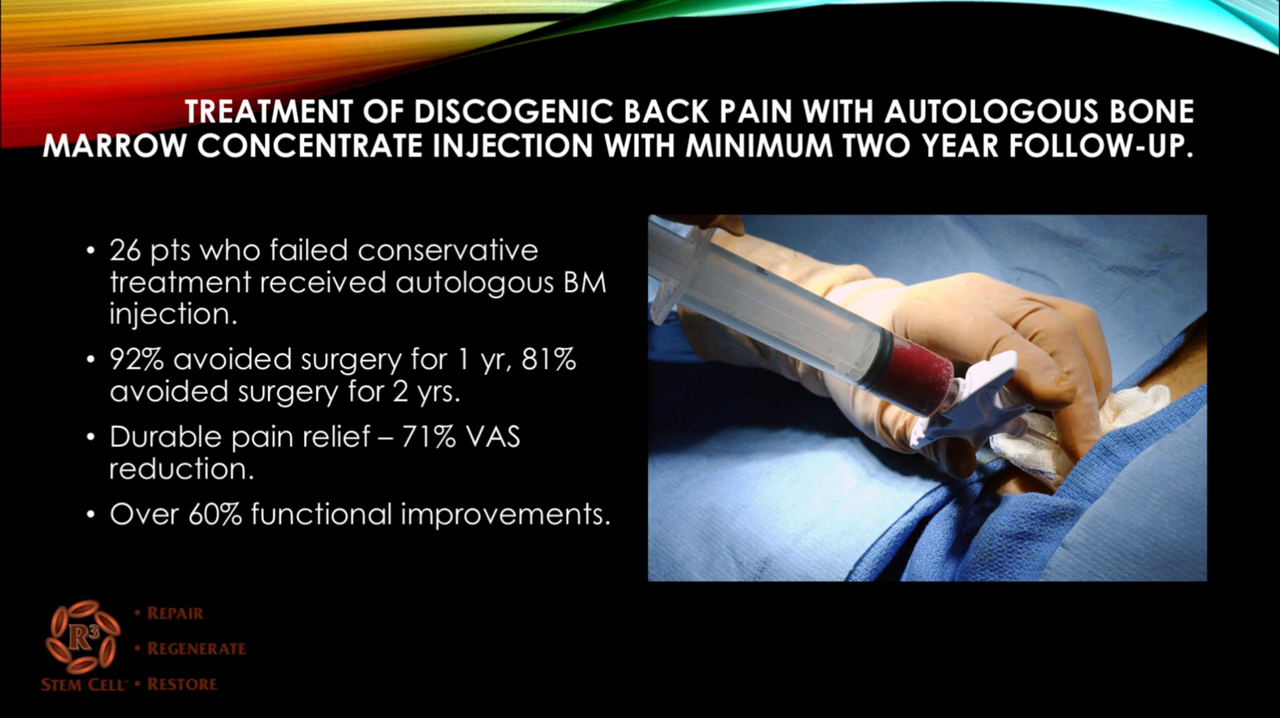 TREATMENT OF DISCOGENIC BACK PAIN WITH AUTOLOGOUS BONE
MARROW CONCENTRATE INJECTION WITH MINIMUM TWO YEAR FOLLOW-UP.
• 26 pts who failed conservative
treatment received autologous BM
injection.
• 92% avoided surgery for 1 yr, 81%
avoided surgery for 2 yrs.
• Durable pain relief – 71% VAS
reduction.
• Over 60% functional improvements.
R³
STEM CELL™
• REPAIR
• REGENERATE
• RESTORE